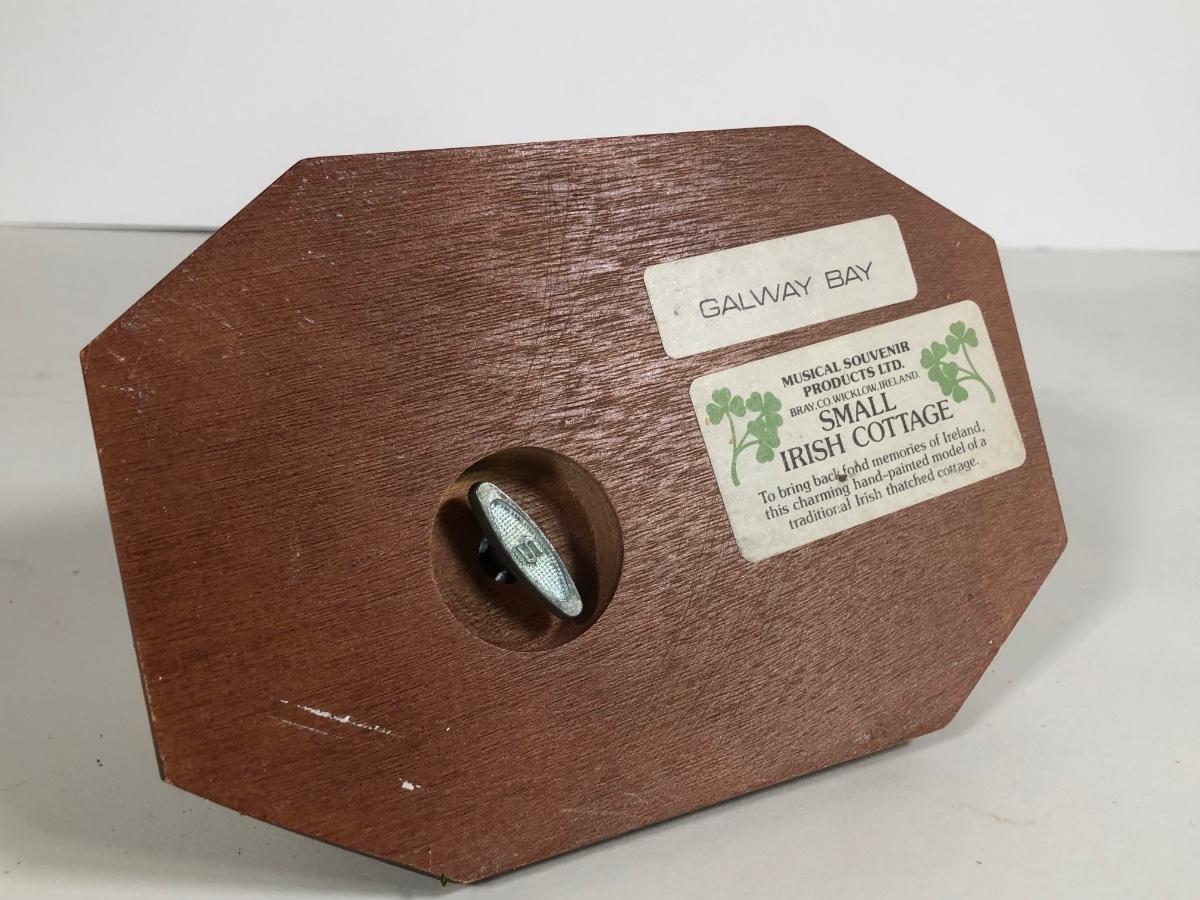 GALWAY BAY
MUSICAL SOUVENIR
PRODUCTS LTD.
BRAY.CO.WICKLOW.IRELAND.
SMALL
IRISH COTTAGE
To bring back fond memories of Ireland,
this charming hand-painted model of a
traditional Irish thatched cottage.